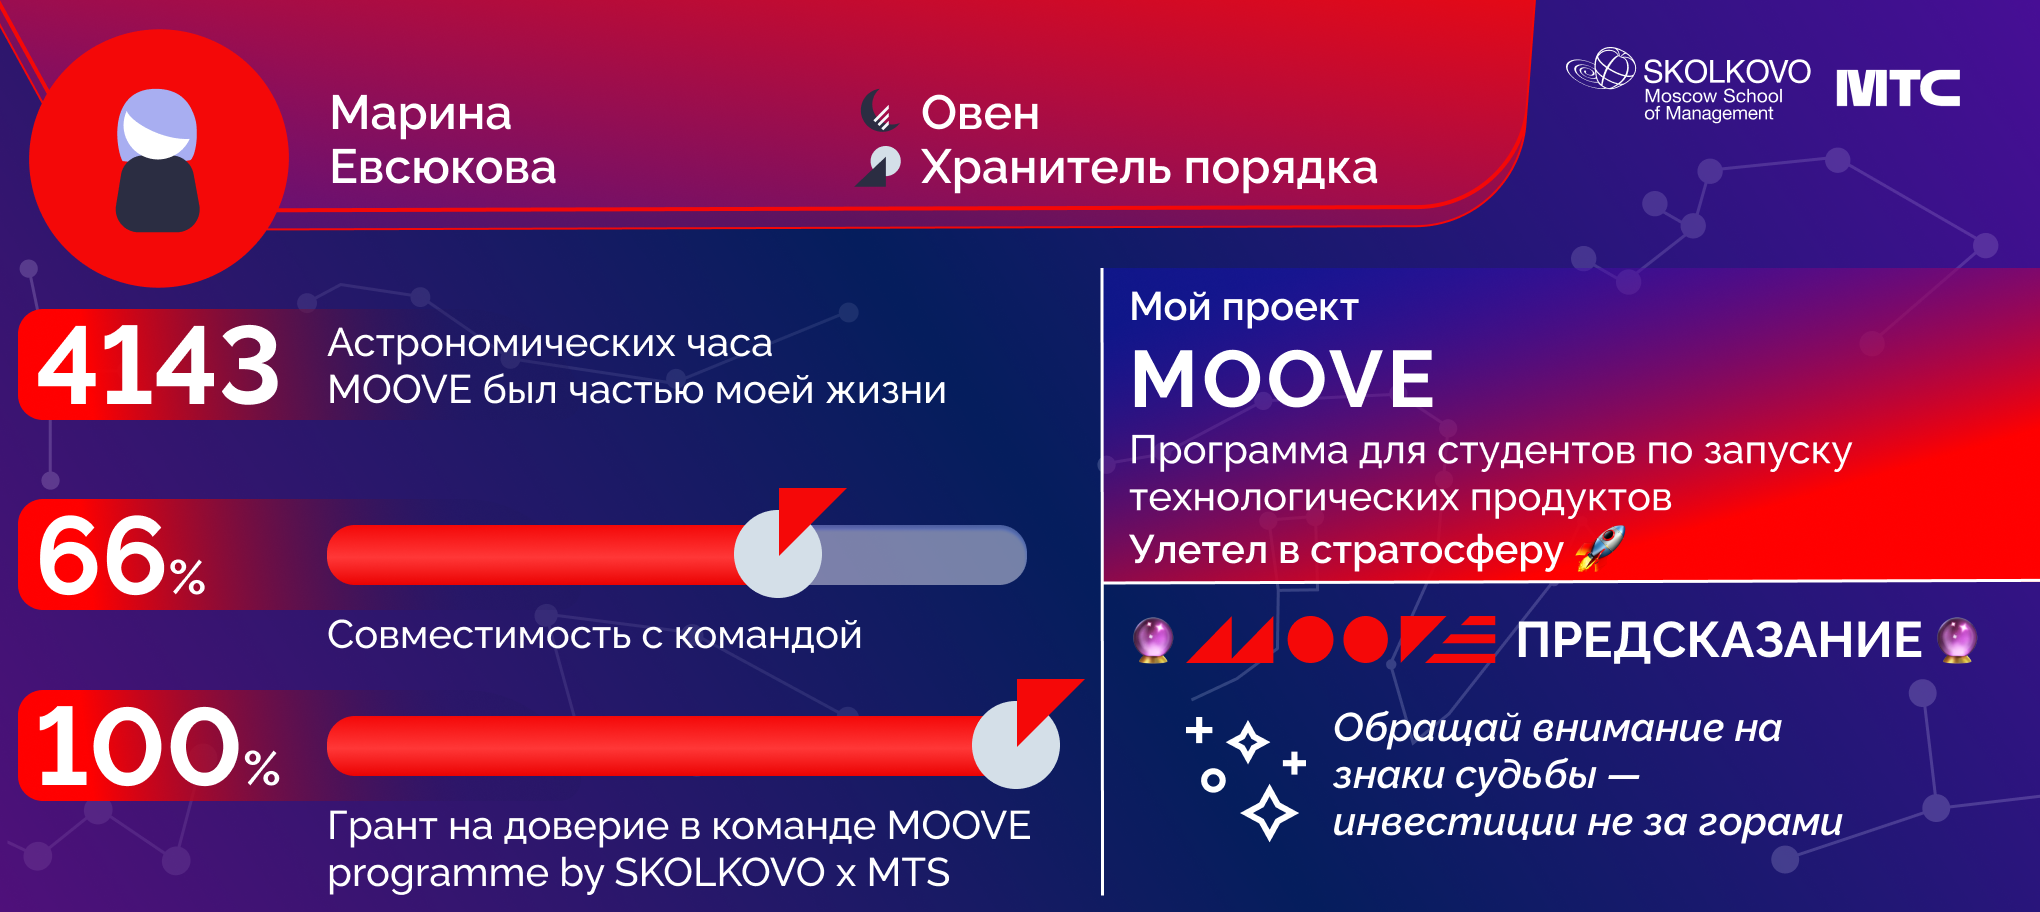 Марина
Евсюкова
Овен
Хранитель порядка
SKOLKOVO
Moscow School
of Management
МТС
4143
Астрономических часа
MOOVE был частью моей жизни
66%
Совместимость с командой
100%
Грант на доверие в команде MOOVE
programme by SKOLKOVO x MTS
Мой проект
MOOVE
Программа для студентов по запуску
технологических продуктов
Улетел в стратосферу 🚀
🔮 MOOVE ПРЕДСКАЗАНИЕ 🔮
Обращай внимание на
знаки судьбы —
инвестиции не за горами